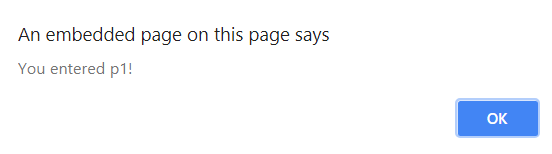 An embedded page on this page says
You entered p1!
OK